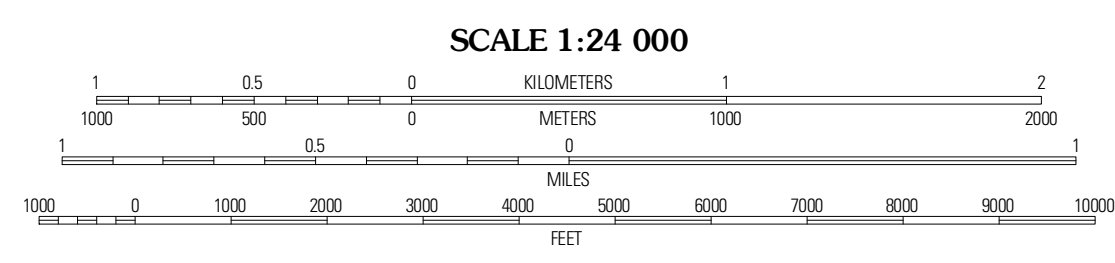 SCALE 1:24 000
1 0.5 0 KILOMETERS 1 2
1000 500 0 METERS 1000 2000
1 0.5 0 1
MILES
1000 0 1000 2000 3000 4000 5000 6000 7000 8000 9000 10000
FEET